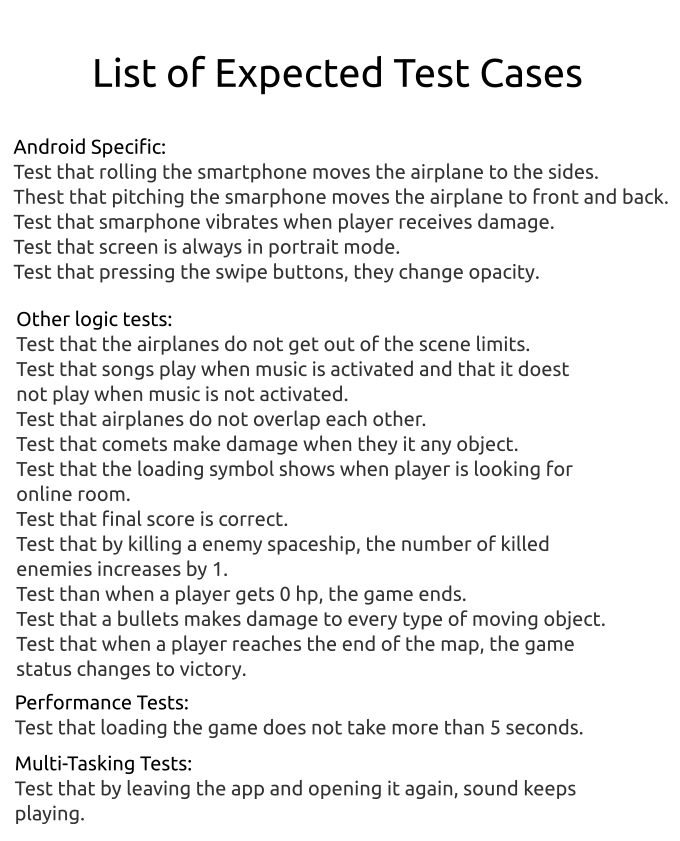 List of Expected Test Cases
Android Specific:
Test that rolling the smartphone moves the airplane to the sides.
Thest that pitching the smarphone moves the airplane to front and back.
Test that smarphone vibrates when player receives damage.
Test that screen is always in portrait mode.
Test that pressing the swipe buttons, they change opacity.
Other logic tests:
Test that the airplanes do not get out of the scene limits.
Test that songs play when music is activated and that it doest
not play when music is not activated.
Test that airplanes do not overlap each other.
Test that comets make damage when they it any object.
Test that the loading symbol shows when player is looking for
online room.
Test that final score is correct.
Test that by killing a enemy spaceship, the number of killed
enemies increases by 1.
Test than when a player gets 0 hp, the game ends.
Test that a bullets makes damage to every type of moving object.
Test that when a player reaches the end of the map, the game
status changes to victory.
Performance Tests:
Test that loading the game does not take more than 5 seconds.
Multi-Tasking Tests:
Test that by leaving the app and opening it again, sound keeps
playing.